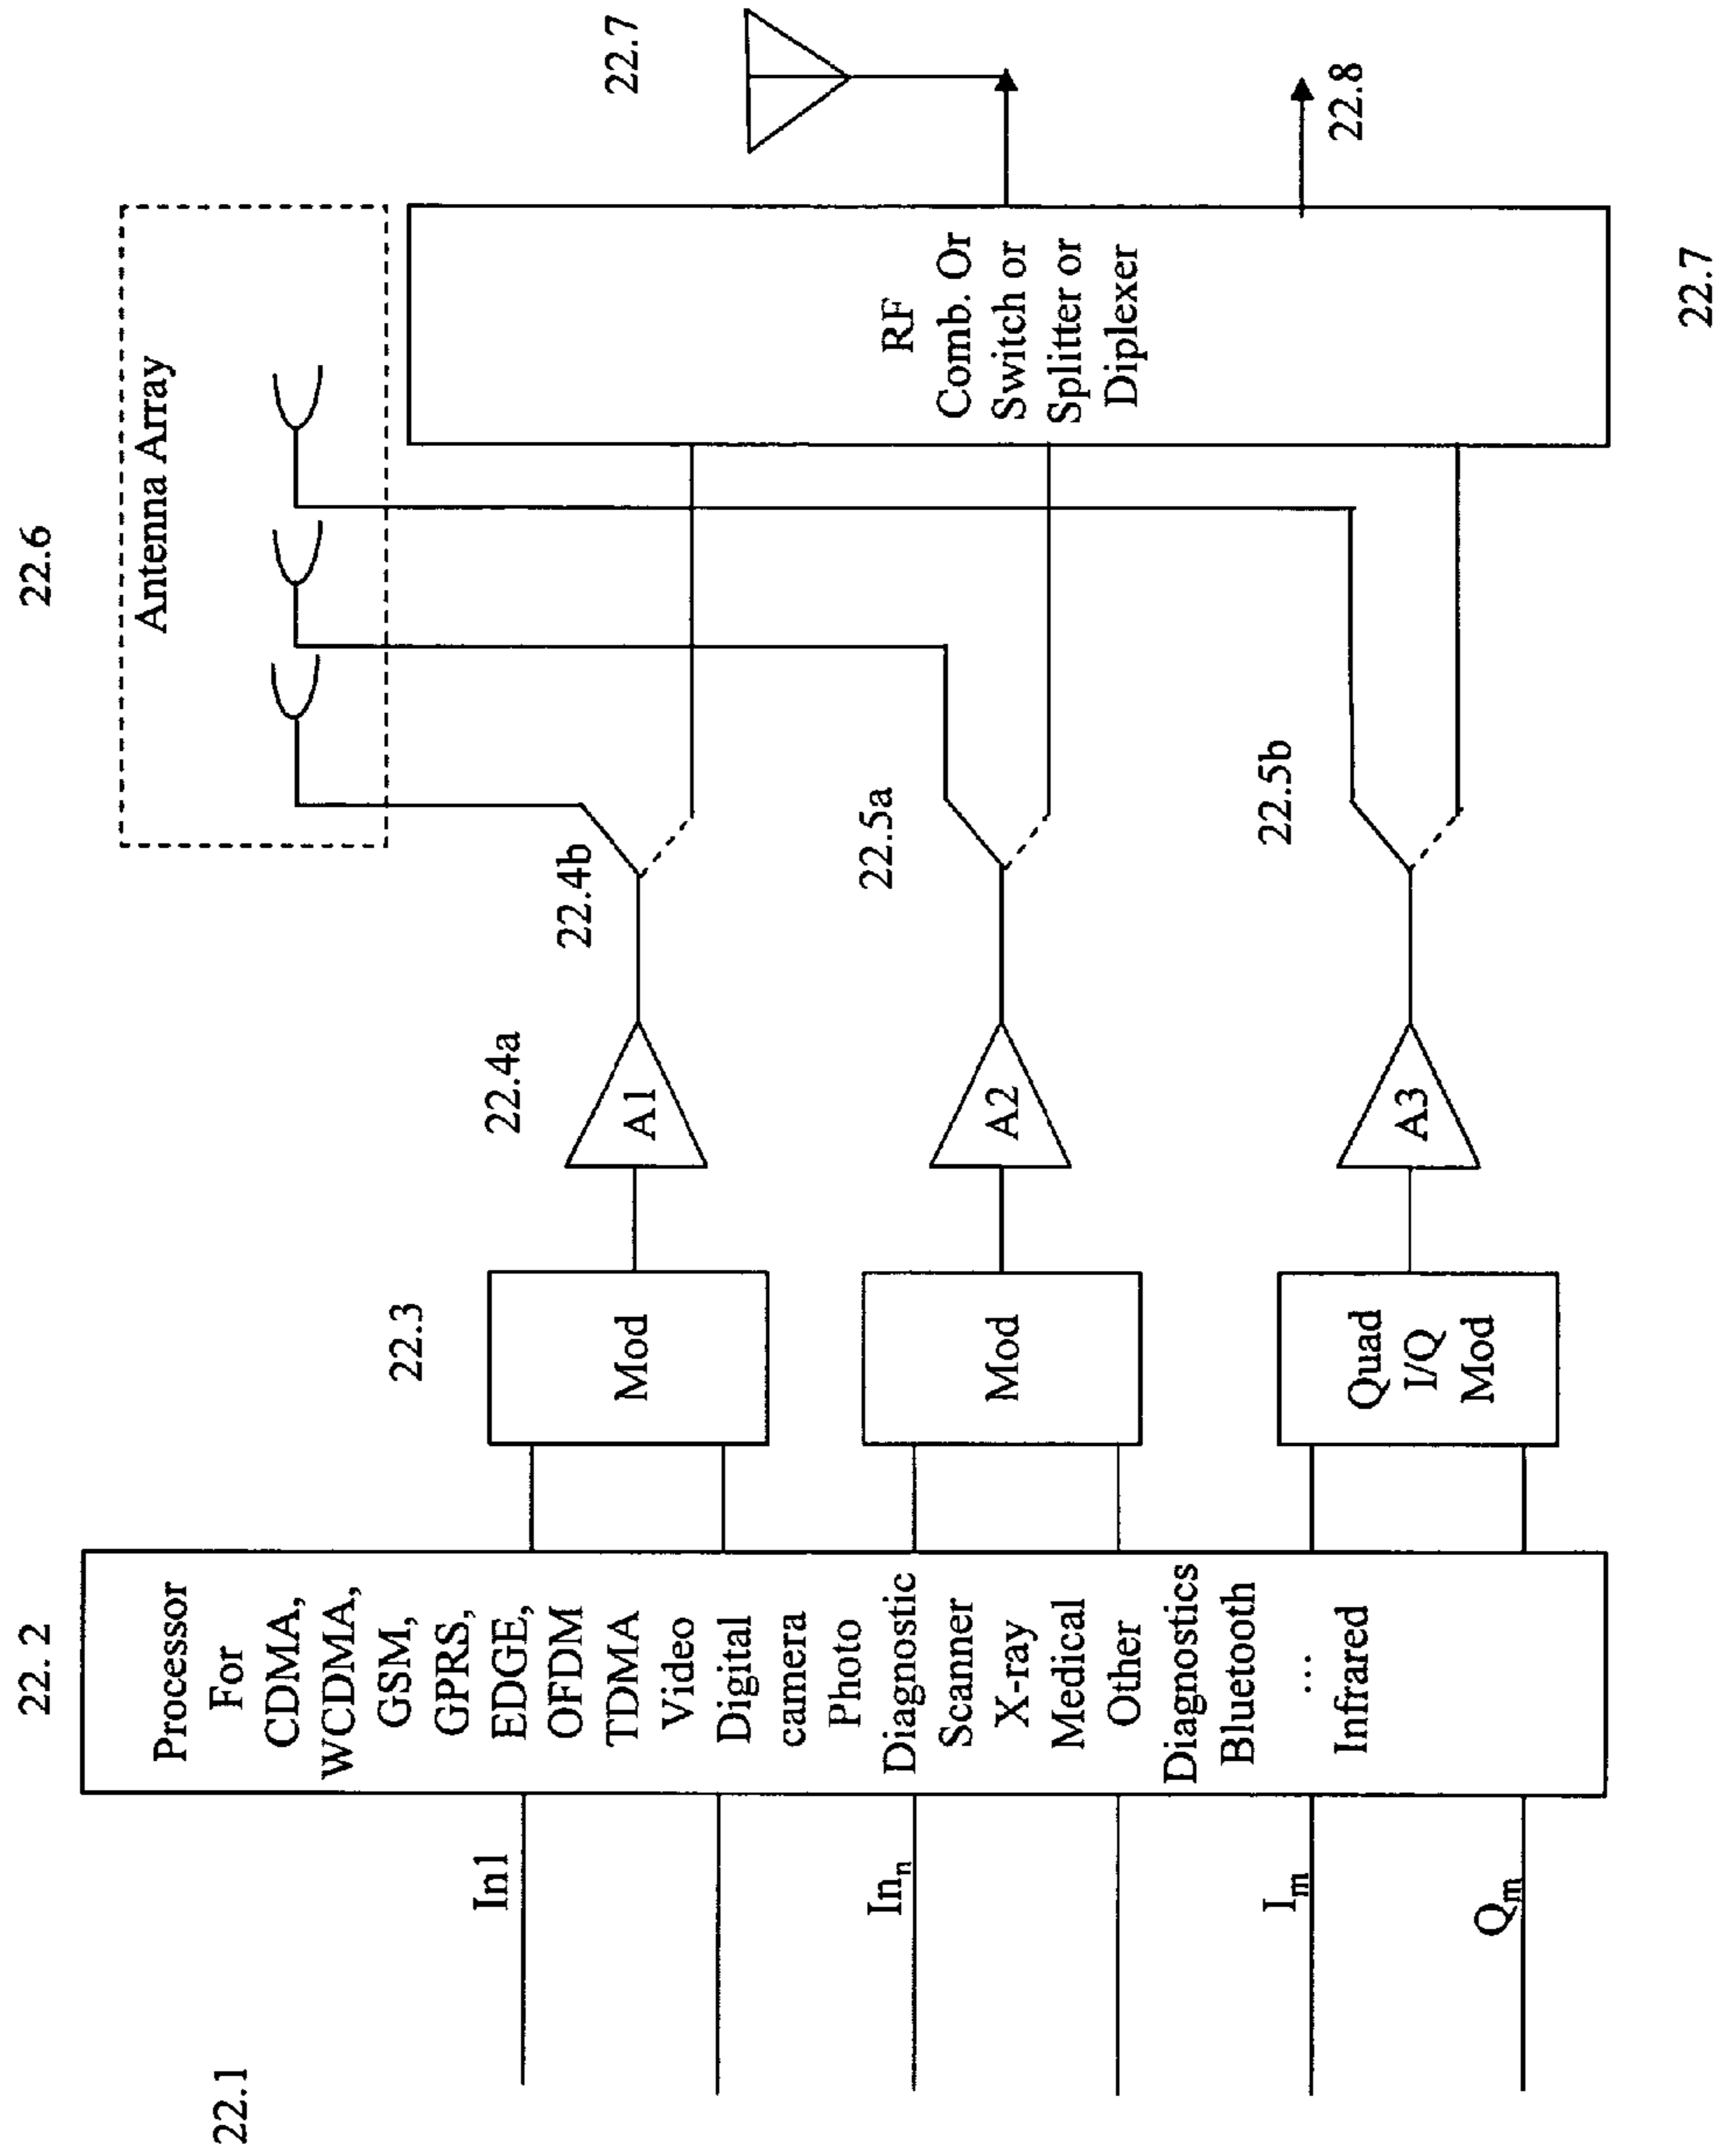 22.1
In1
In_n
I_m
Q_m
22. 2
Processor
For
CDMA,
WCDMA,
GSM,
GPRS,
EDGE,
OFDM
TDMA
Video
Digital
camera
Photo
Diagnostic
Scanner
X-ray
Medical
Other
Diagnostics
Bluetooth
...
Infrared
22.3
Mod
Mod
Quad
I/Q
Mod
22.4a
A1
A2
A3
22.4b
22.5a
22.5b
22.6
Antenna Array
RF
Comb. Or
Switch or
Splitter or
Diplexer
22.7
22.7
22.8